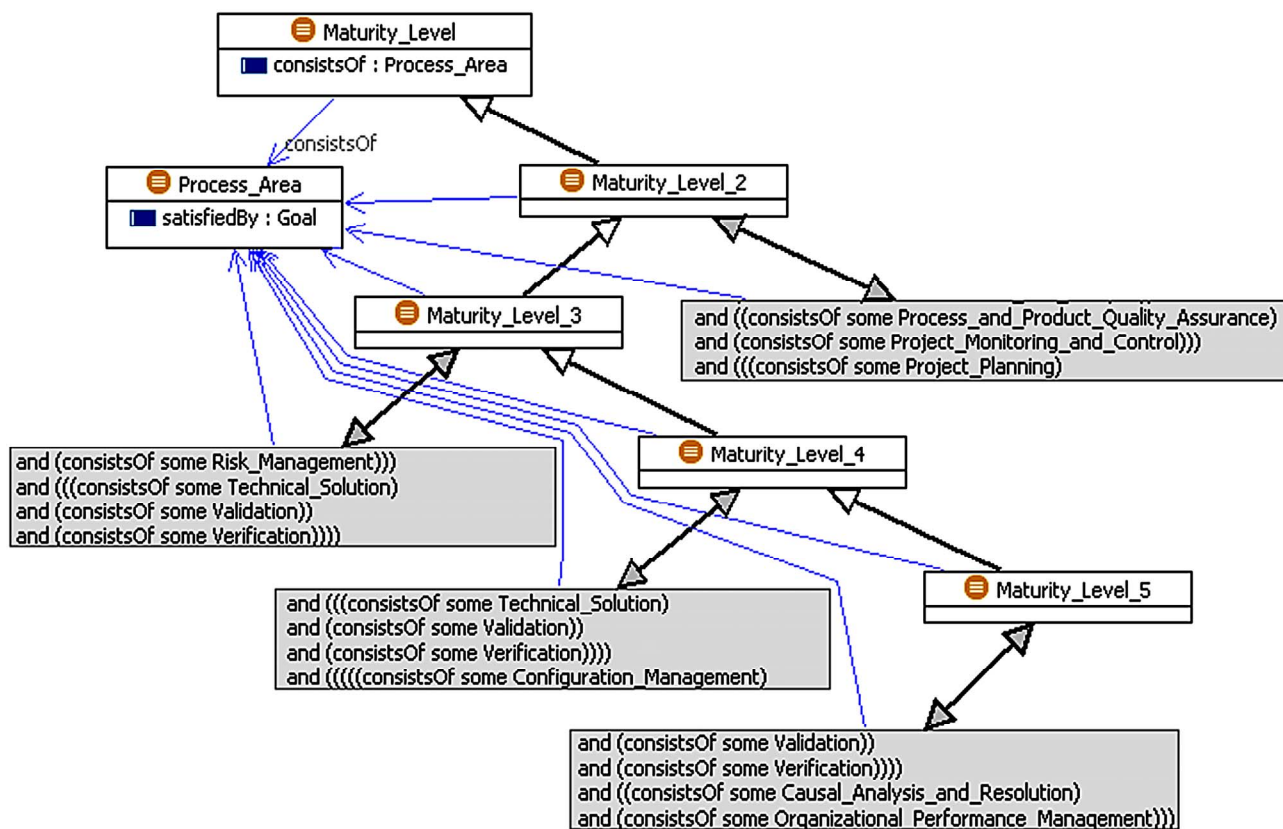 Maturity_Level
consistsOf : Process_Area
consistsOf
Process_Area
satisfiedBy : Goal
Maturity_Level_2
Maturity_Level_3
and ((consistsOf some Process_and_Product_Quality_Assurance)
and (consistsOf some Project_Monitoring_and_Control)))
and (((consistsOf some Project_Planning)
Maturity_Level_4
and (consistsOf some Risk_Management)))
and (((consistsOf some Technical_Solution)
and (consistsOf some Validation))
and (consistsOf some Verification))))
Maturity_Level_5
and (((consistsOf some Technical_Solution)
and (consistsOf some Validation))
and (consistsOf some Verification))))
and (((((consistsOf some Configuration_Management)
and (consistsOf some Validation))
and (consistsOf some Verification))))
and ((consistsOf some Causal_Analysis_and_Resolution)
and (consistsOf some Organizational_Performance_Management)))